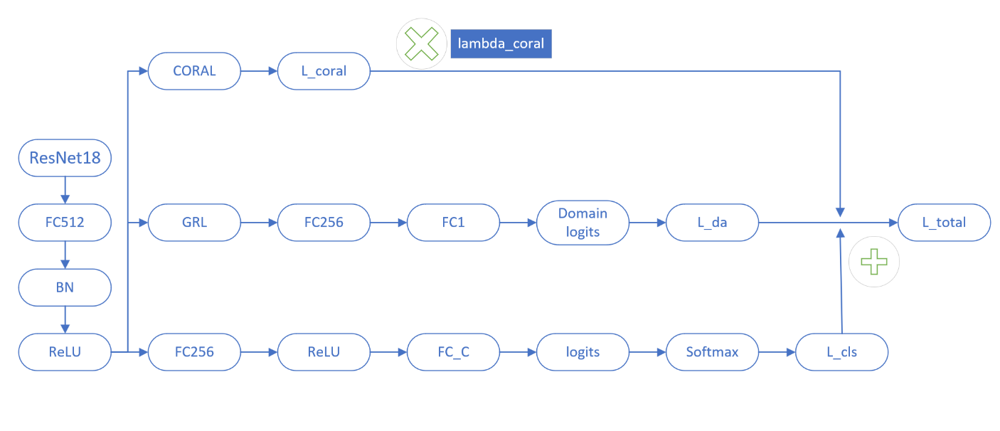 lambda_coral
CORAL
L_coral
ResNet18
FC512
GRL
FC256
FC1
Domain
logits
L_da
L_total
BN
ReLU
FC256
ReLU
FC_C
logits
Softmax
L_cls